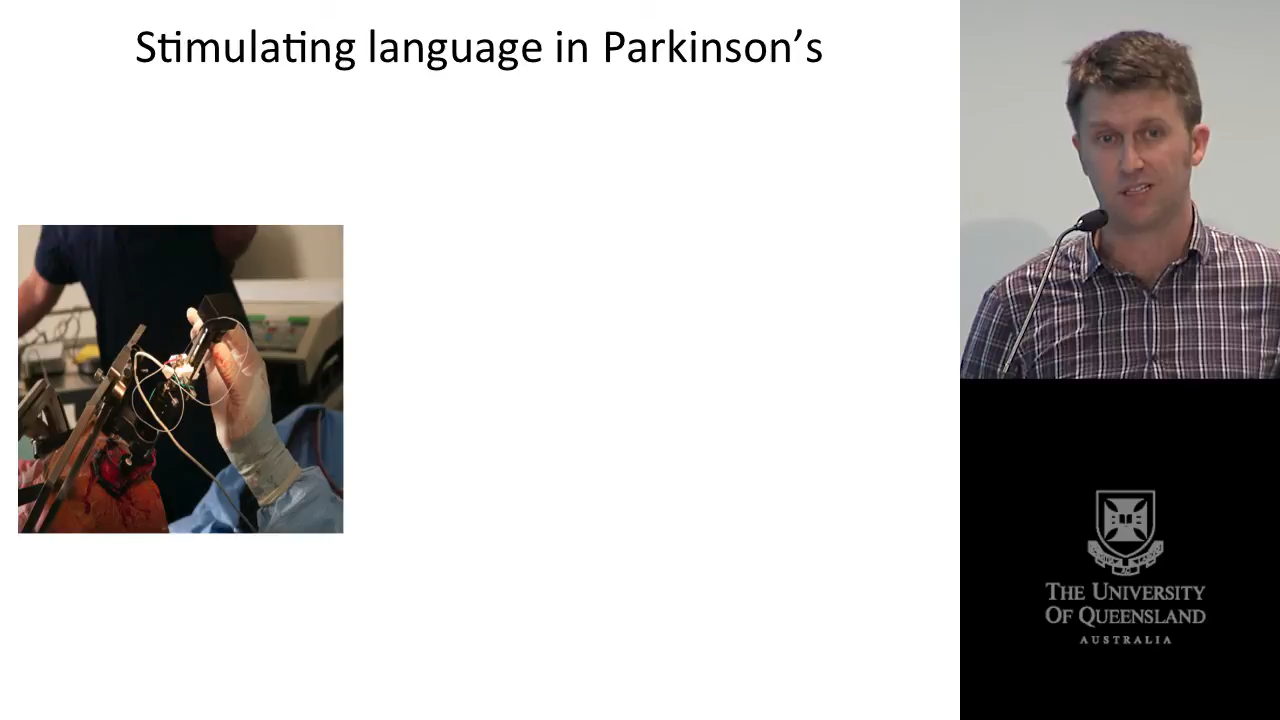 Stimulating language in Parkinson's
THE UNIVERSITY
OF QUEENSLAND
AUSTRALIA